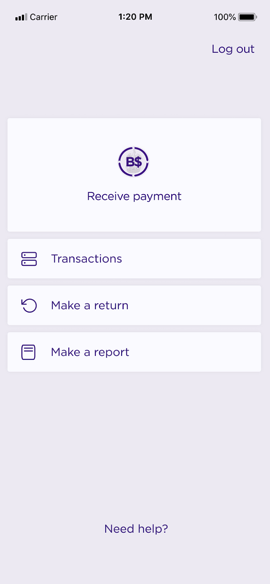 Carrier 1:20 PM 100%
Log out
B$
Receive payment
Transactions
Make a return
Make a report
Need help?